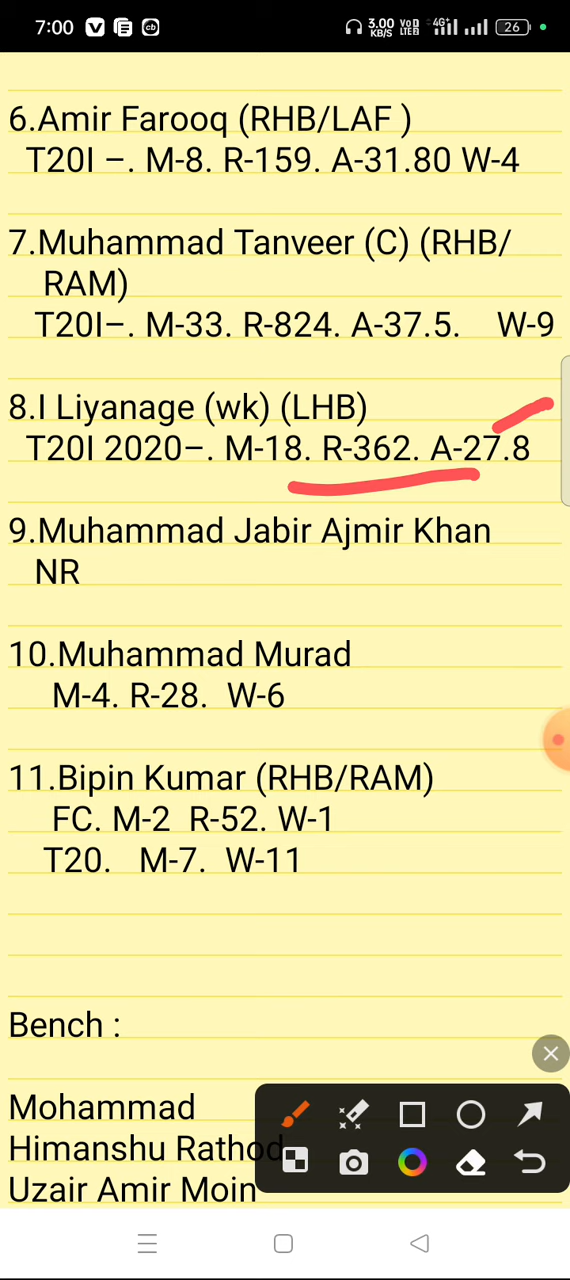 7:00 3.00 KB/S VoD LTE2 4G+ 26
6.Amir Farooq (RHB/LAF )
T20I –. M-8. R-159. A-31.80 W-4
7.Muhammad Tanveer (C) (RHB/
RAM)
T20I–. M-33. R-824. A-37.5. W-9
8.I Liyanage (wk) (LHB)
T20I 2020–. M-18. R-362. A-27.8
9.Muhammad Jabir Ajmir Khan
NR
10.Muhammad Murad
M-4. R-28. W-6
11.Bipin Kumar (RHB/RAM)
FC. M-2 R-52. W-1
T20. M-7. W-11
Bench :
Mohammad
Himanshu Rathod
Uzair Amir Moin